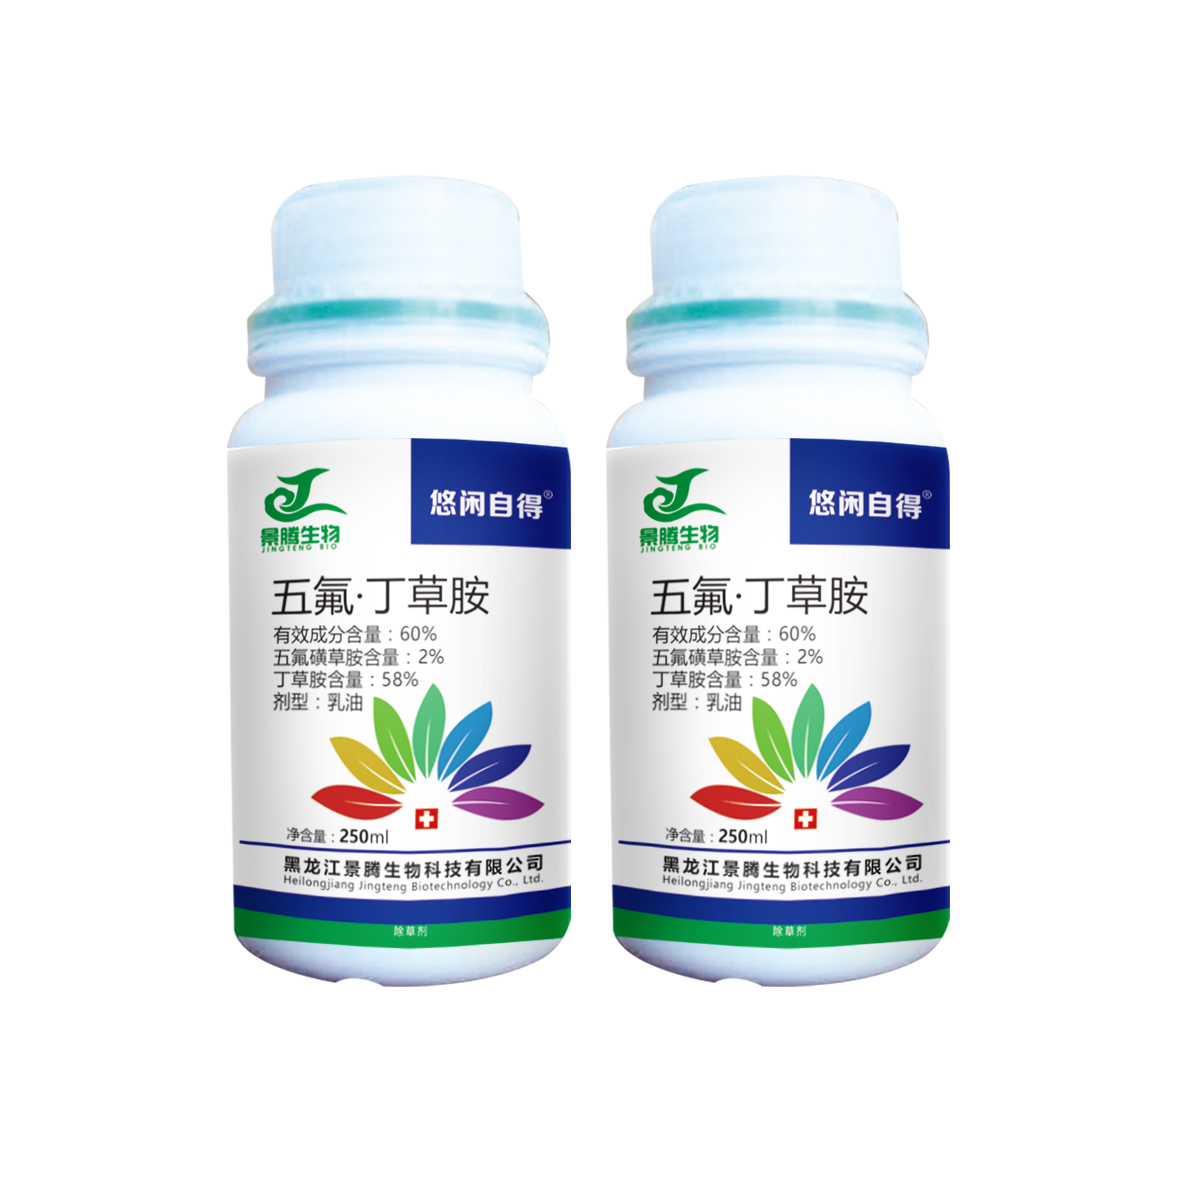 景腾生物
JINGTENG BIO
悠闲自得®
五氟·丁草胺
有效成分含量：60%
五氟磺草胺含量：2%
丁草胺含量：58%
剂型：乳油
净含量：250ml
黑龙江景腾生物科技有限公司
Heilongjiang Jingteng Biotechnology Co., Ltd.
除草剂
景腾生物
JINGTENG BIO
悠闲自得®
五氟·丁草胺
有效成分含量：60%
五氟磺草胺含量：2%
丁草胺含量：58%
剂型：乳油
净含量：250ml
黑龙江景腾生物科技有限公司
Heilongjiang Jingteng Biotechnology Co., Ltd.
除草剂